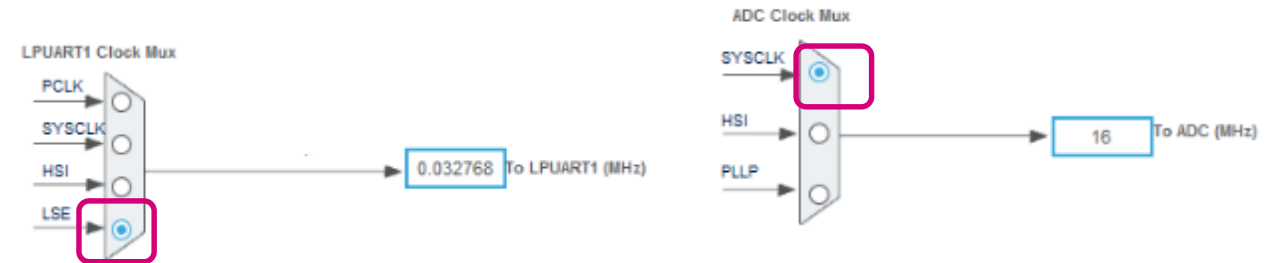 LPUART1 Clock Mux
PCLK
SYSCLK
HSI
LSE
0.032768 To LPUART1 (MHz)
ADC Clock Mux
SYSCLK
HSI
PLLP
16 To ADC (MHz)